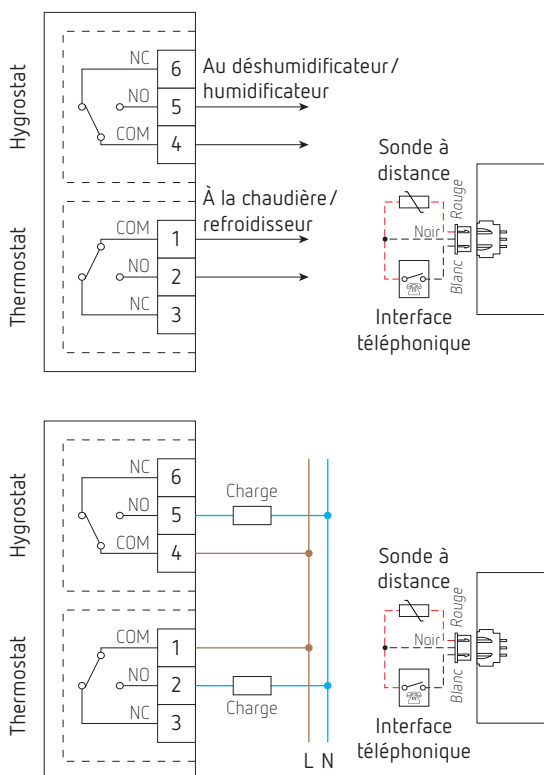 Hygrostat
NC
6
NO
5
COM
4
Au déshumidificateur/
humidificateur
Thermostat
COM
1
NO
2
NC
3
À la chaudière/
refroidisseur
Sonde à
distance
Rouge
Noir
Blanc
Interface
téléphonique
Hygrostat
NC
6
NO
5
COM
4
Charge
Thermostat
COM
1
NO
2
NC
3
Charge
L N
Sonde à
distance
Rouge
Noir
Blanc
Interface
téléphonique